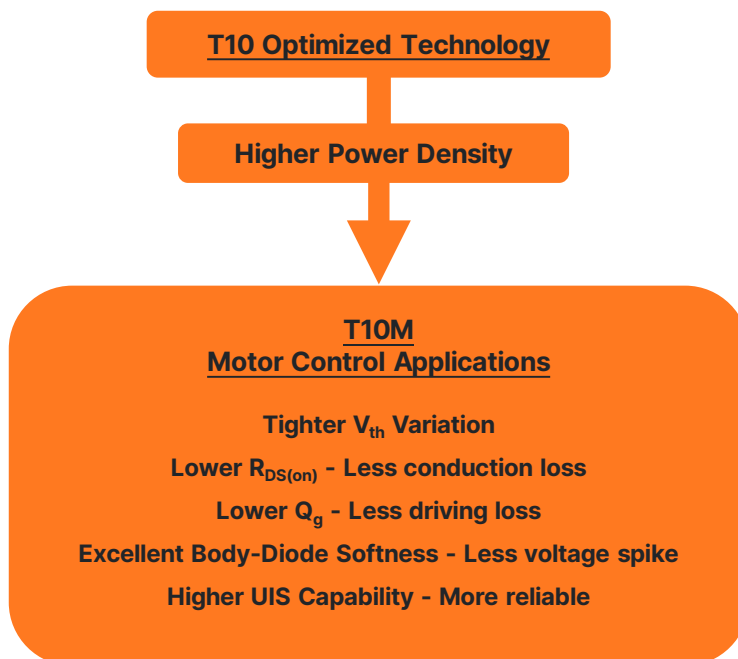 T10 Optimized Technology
Higher Power Density
T10M
Motor Control Applications
Tighter Vth Variation
Lower RDS(on) - Less conduction loss
Lower Qg - Less driving loss
Excellent Body-Diode Softness - Less voltage spike
Higher UIS Capability - More reliable